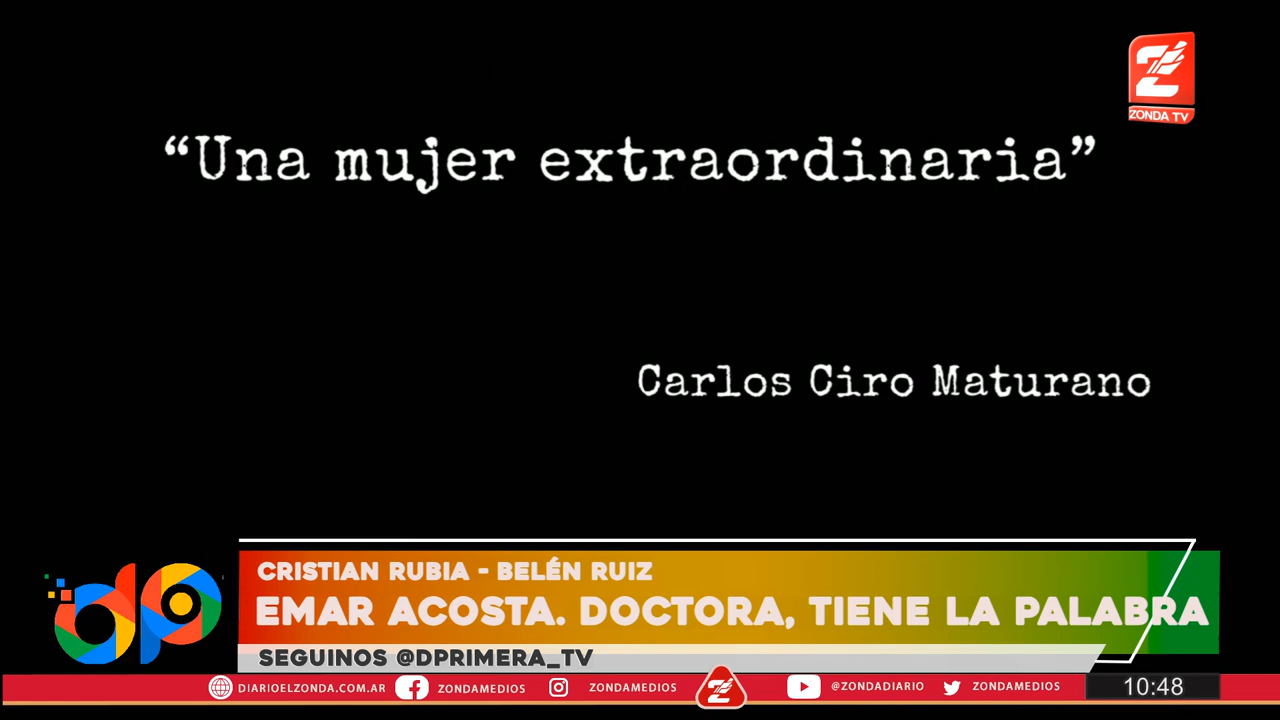 ZONDA TV
“Una mujer extraordinaria”
Carlos Ciro Maturano
CRISTIAN RUBIA - BELÉN RUIZ
EMAR ACOSTA. DOCTORA, TIENE LA PALABRA
dp
SEGUINOS @DPRIMERA_TV
DIARIOELZONDA.COM.AR ZONDAMEDIOS ZONDAMEDIOS @ZONDADIARIO ZONDAMEDIOS 10:48